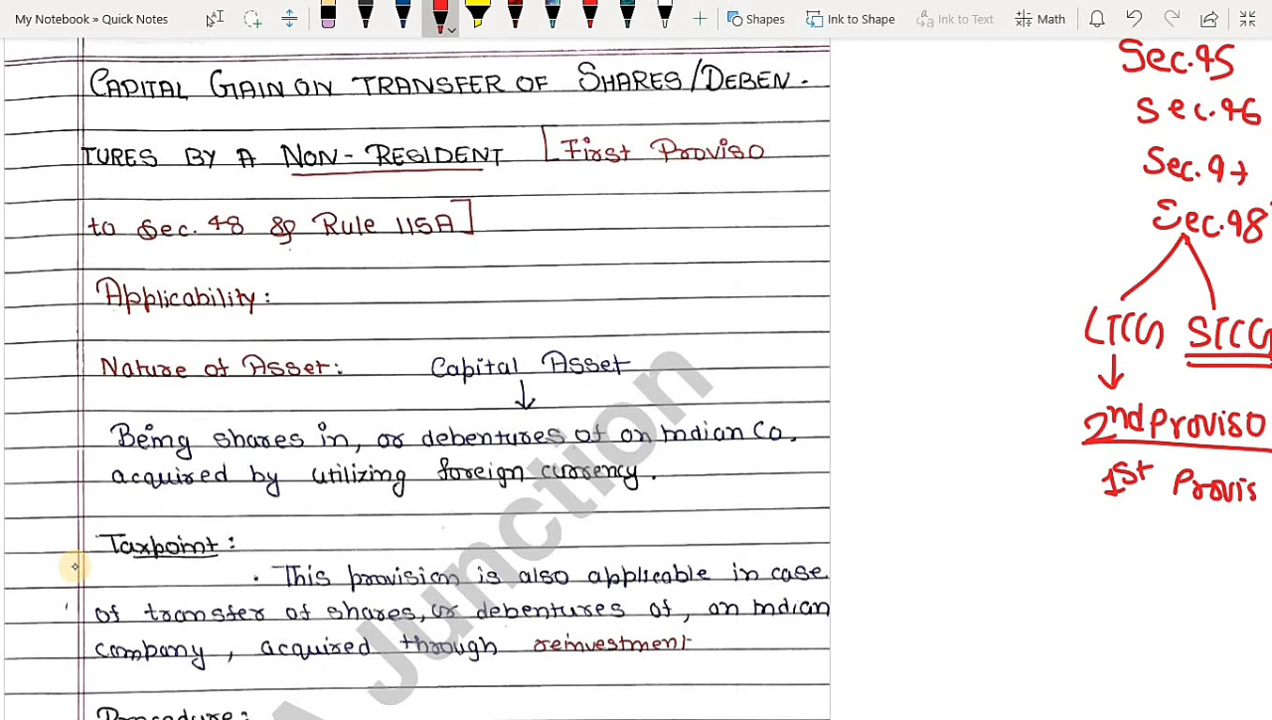 My Notebook » Quick Notes
Shapes
Ink to Shape
Ink to Text
Math
CAPITAL GAIN ON TRANSFER OF SHARES/DEBEN-
TURES BY A NON-RESIDENT [First Proviso
to Sec. 48 & Rule 115A]
Applicability:
Nature of Asset: Capital Asset
↓
Being shares in, or debentures of an Indian Co.
acquired by utilizing foreign currency.
Taxpoint:
. This provision is also applicable in case
of transfer of shares, or debentures of, an Indian
company, acquired through reinvestment
Procedure:
Junction
Sec.45
Sec.46
Sec.47
Sec.48
LTCG STCG
↓
2nd Proviso
1st Provis